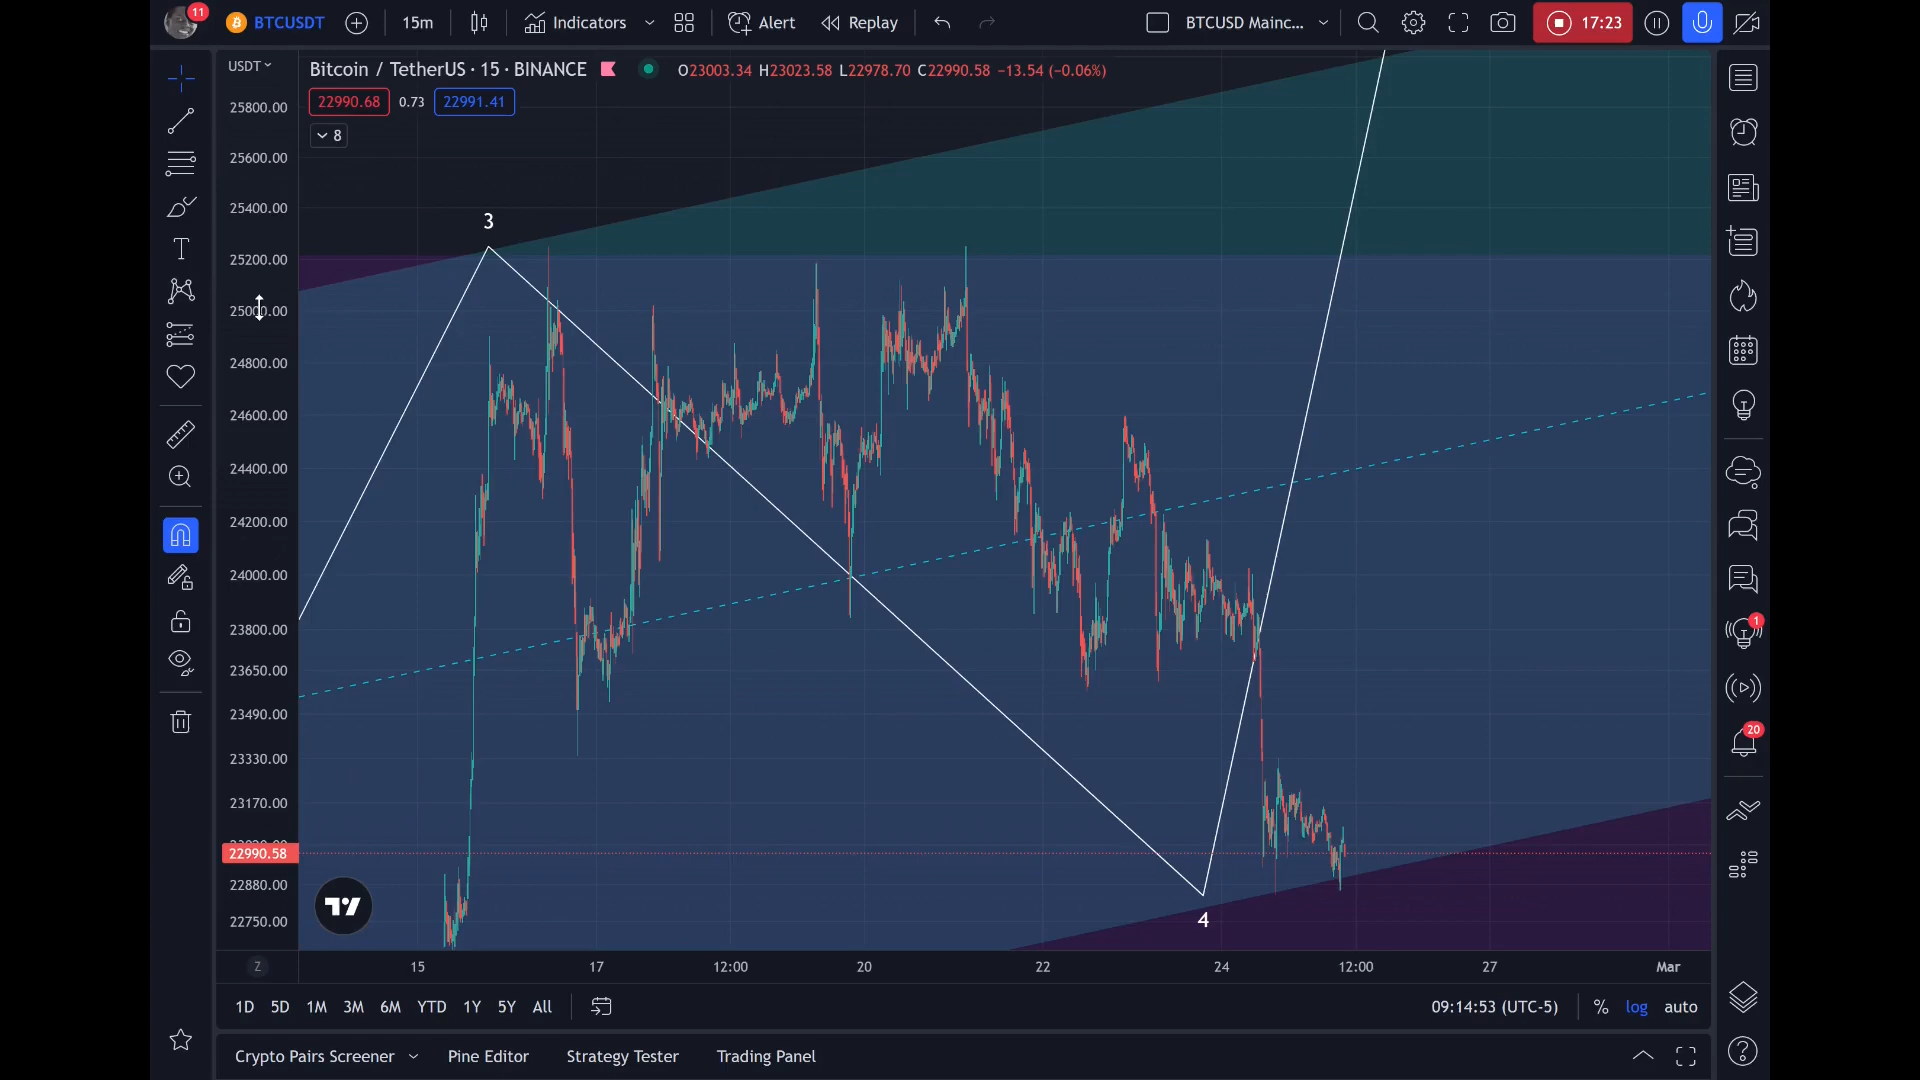 11
BTCUSDT
15m
Indicators
Alert
Replay
BTCUSD Mainc...
17:23
USDT
Bitcoin / TetherUS · 15 · BINANCE
O23003.34 H23023.58 L22978.70 C22990.58 −13.54 (−0.06%)
22990.68
0.73
22991.41
8
25800.00
25600.00
25400.00
25200.00
25000.00
24800.00
24600.00
24400.00
24200.00
24000.00
23800.00
23650.00
23490.00
23330.00
23170.00
22990.58
22880.00
22750.00
3
4
1
20
Z
15
17
12:00
20
22
24
12:00
27
Mar
1D 5D 1M 3M 6M YTD 1Y 5Y All
09:14:53 (UTC-5)
% log auto
Crypto Pairs Screener
Pine Editor
Strategy Tester
Trading Panel